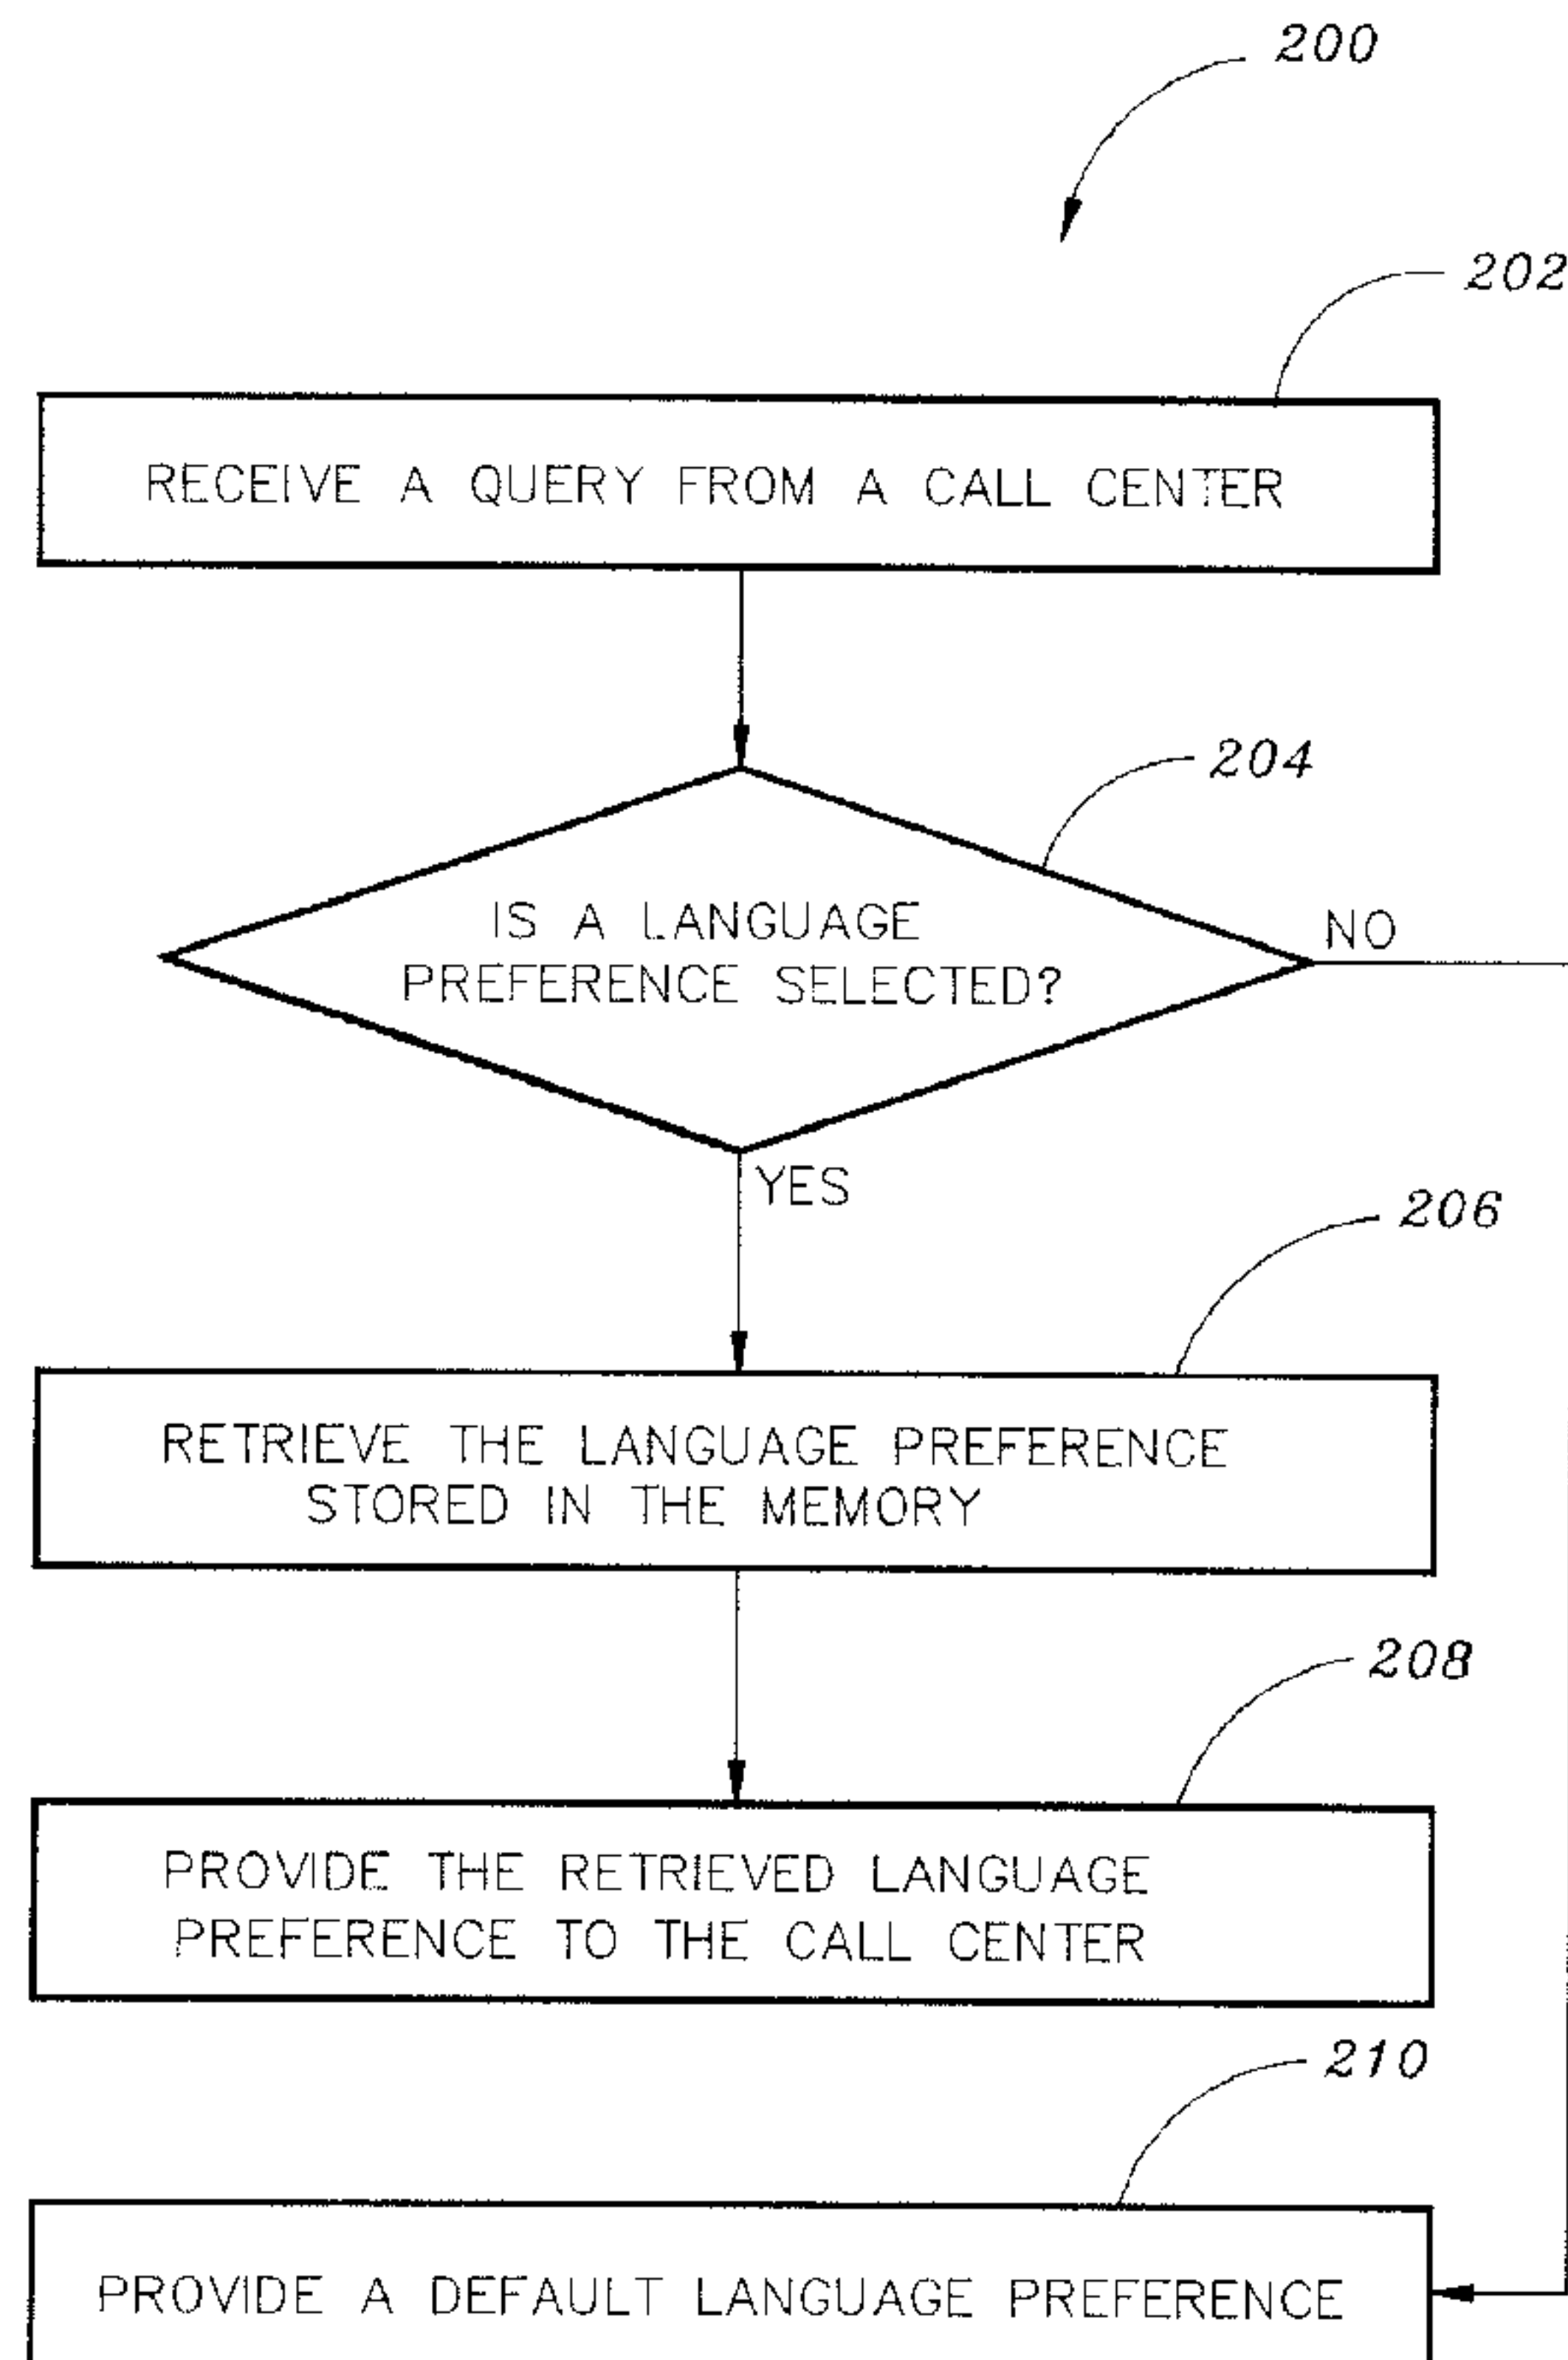 200
202
RECEIVE A QUERY FROM A CALL CENTER
204
IS A LANGUAGE
PREFERENCE SELECTED?
NO
YES
206
RETRIEVE THE LANGUAGE PREFERENCE
STORED IN THE MEMORY
208
PROVIDE THE RETRIEVED LANGUAGE
PREFERENCE TO THE CALL CENTER
210
PROVIDE A DEFAULT LANGUAGE PREFERENCE